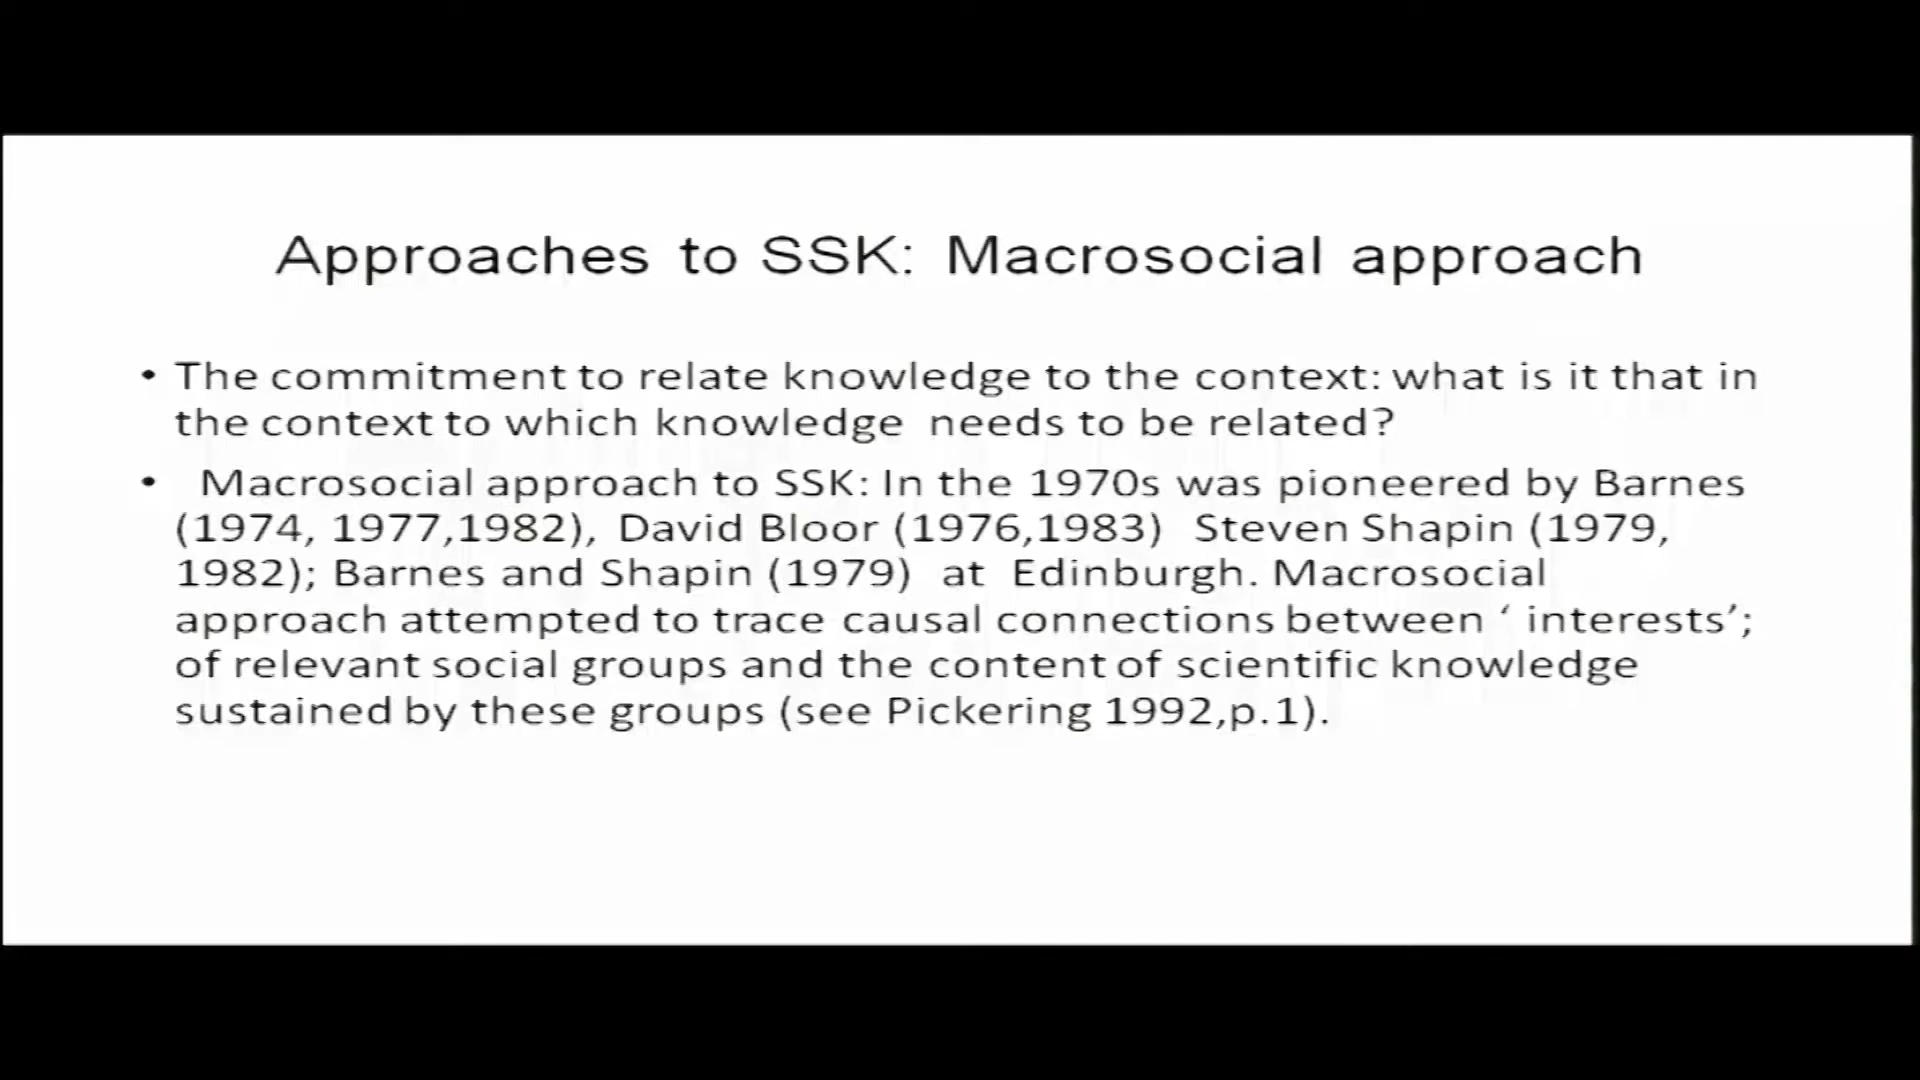 Approaches to SSK: Macrosocial approach
• The commitment to relate knowledge to the context: what is it that in
the context to which knowledge needs to be related?
• Macrosocial approach to SSK: In the 1970s was pioneered by Barnes
(1974, 1977,1982), David Bloor (1976,1983) Steven Shapin (1979,
1982); Barnes and Shapin (1979) at Edinburgh. Macrosocial
approach attempted to trace causal connections between ‘ interests’;
of relevant social groups and the content of scientific knowledge
sustained by these groups (see Pickering 1992,p.1).